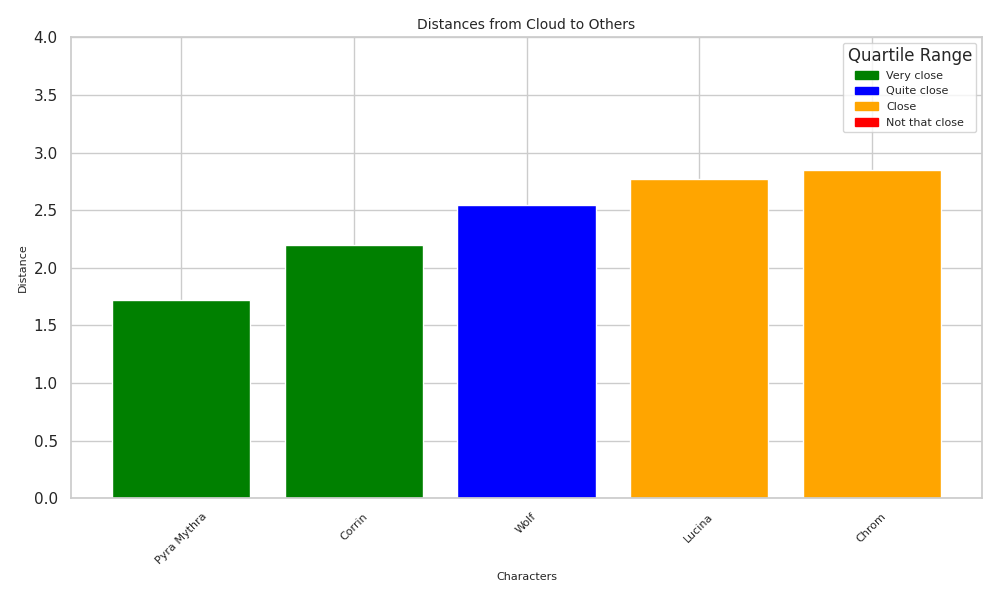 Distances from Cloud to Others
4.0
3.5
3.0
2.5
2.0
1.5
1.0
0.5
0.0
Distance
Quartile Range
Very close
Quite close
Close
Not that close
Pyra Mythra
Corrin
Wolf
Lucina
Chrom
Characters